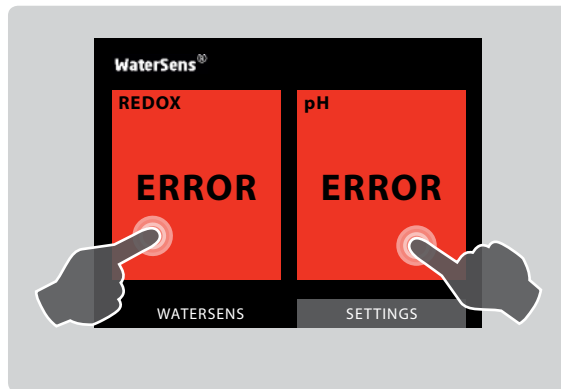 WaterSens®
REDOX
pH
ERROR
ERROR
WATERSENS
SETTINGS